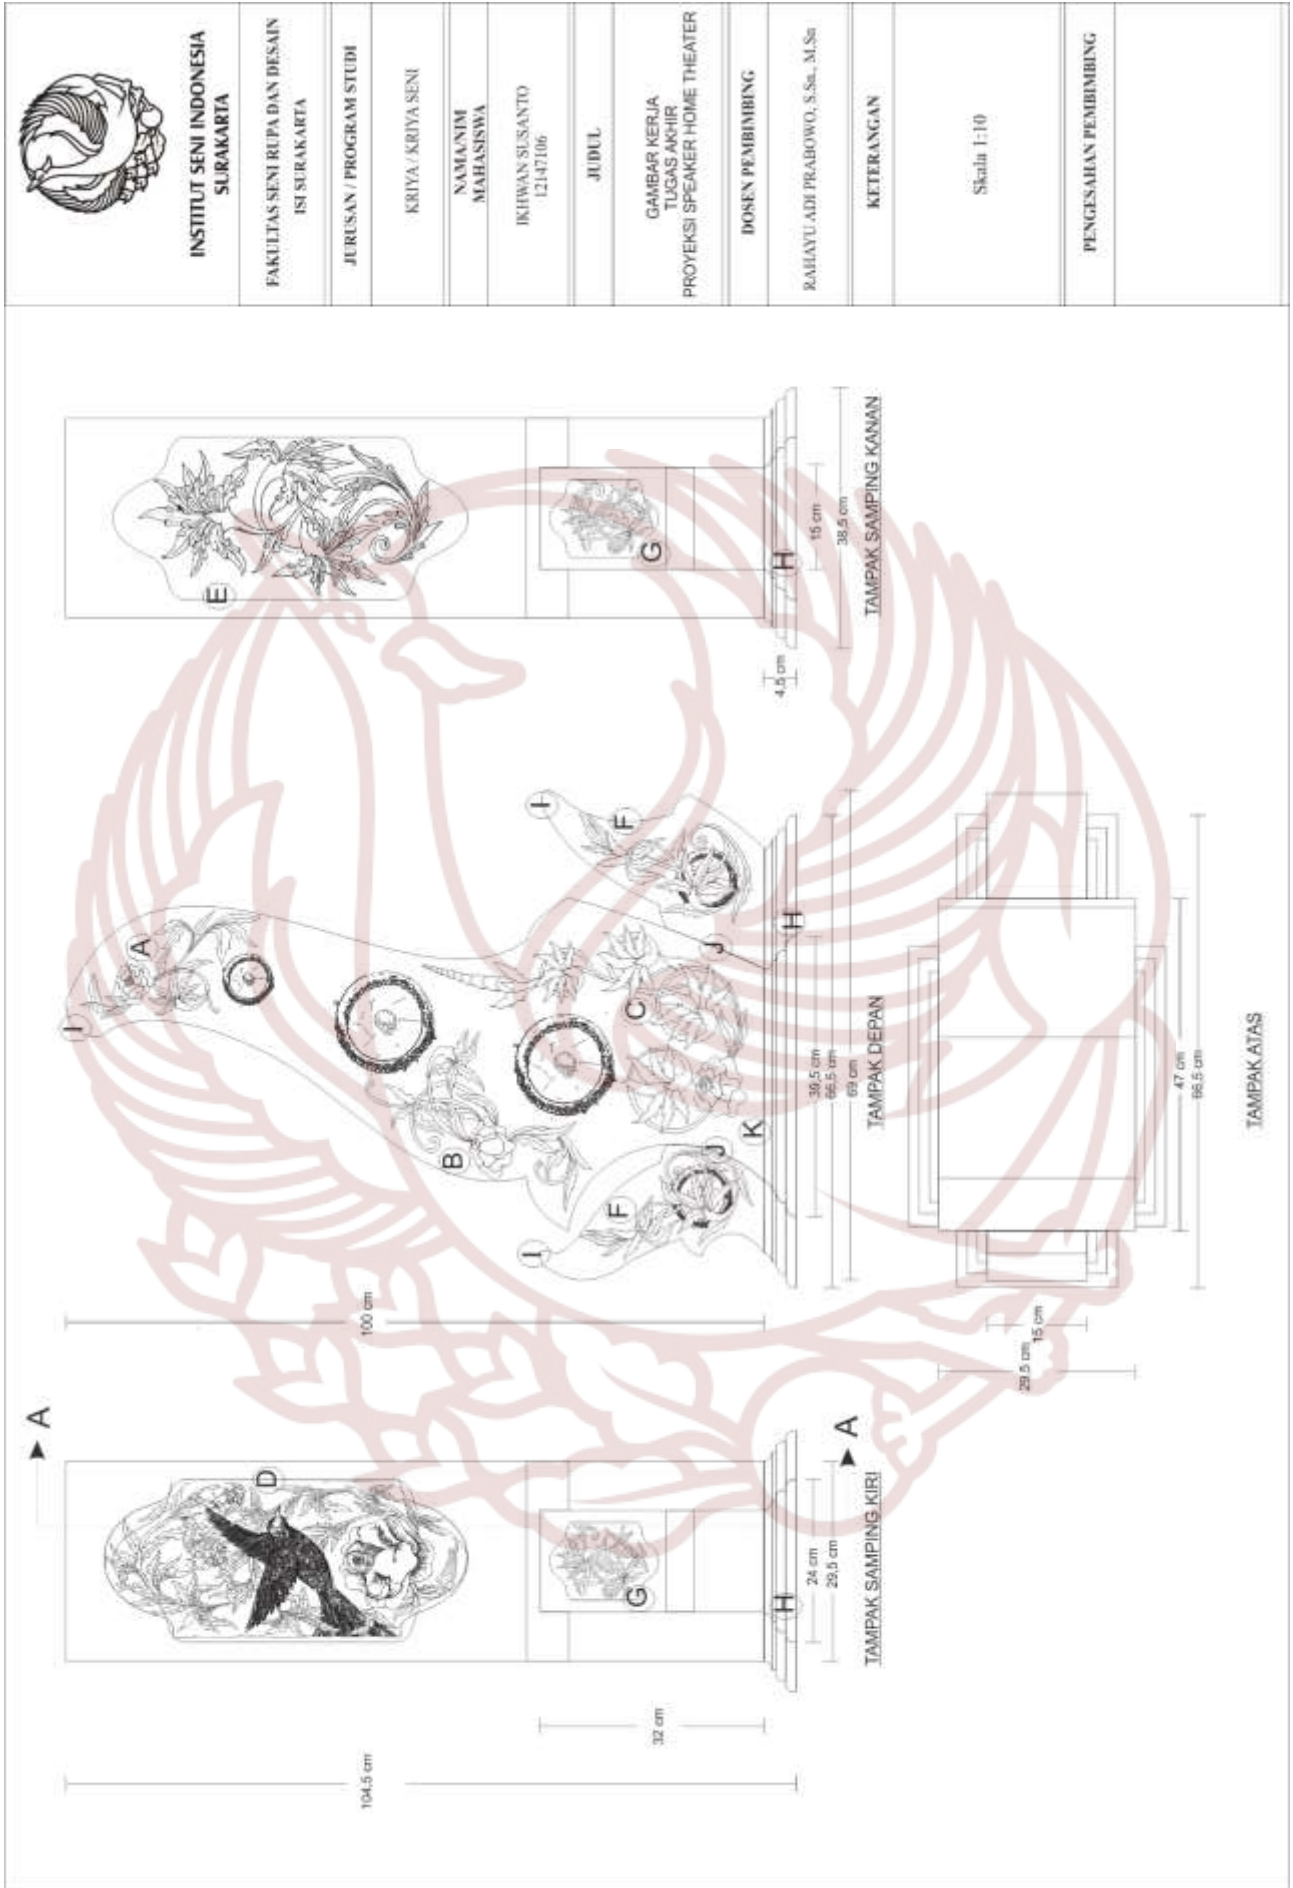 INSTITUT SENI INDONESIA
SURAKARTA
FAKULTAS SENI RUPA DAN DESAIN
ISI SURAKARTA
JURUSAN / PROGRAM STUDI
KRIYA / KRIYA SENI
NAMA/NIM
MAHASISWA
IKHWAN SUSANTO
12147106
JUDUL
GAMBAR KERJA
TUGAS AKHIR
PROYEKSI SPEAKER HOME THEATER
DOSEN PEMBIMBING
RAHAYU ADI PRABOWO, S.Sn., M.Sn
KETERANGAN
Skala 1:10
PENGESAHAN PEMBIMBING
A
D
G
H
104,5 cm
32 cm
24 cm
29,5 cm
A
TAMPAK SAMPING KIRI
I
A
B
C
I
F
I
F
J
J
K
H
100 cm
39,5 cm
66,5 cm
69 cm
TAMPAK DEPAN
E
G
H
4,5 cm
15 cm
38,5 cm
TAMPAK SAMPING KANAN
29,5 cm
15 cm
47 cm
66,5 cm
TAMPAK ATAS